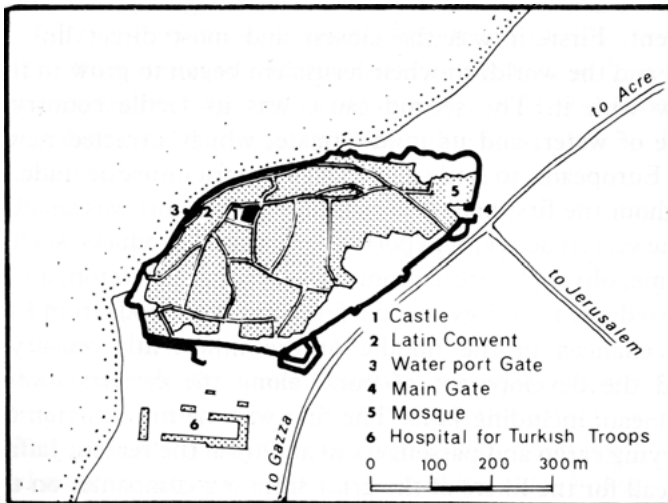 to Acre
5
3
2
1
4
to Jerusalem
1 Castle
2 Latin Convent
3 Water port Gate
4 Main Gate
5 Mosque
6 Hospital for Turkish Troops
6
to Gazza
0 100 200 300m